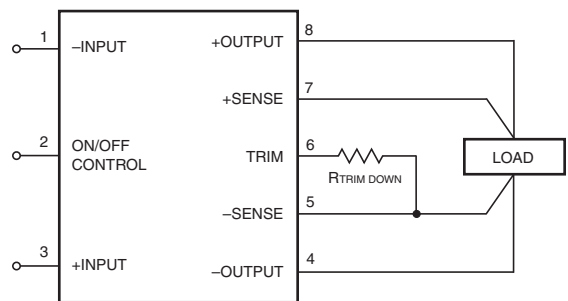 1
–INPUT
2
ON/OFF
CONTROL
3
+INPUT
+OUTPUT
8
+SENSE
7
TRIM
6
RTRIM DOWN
–SENSE
5
–OUTPUT
4
LOAD